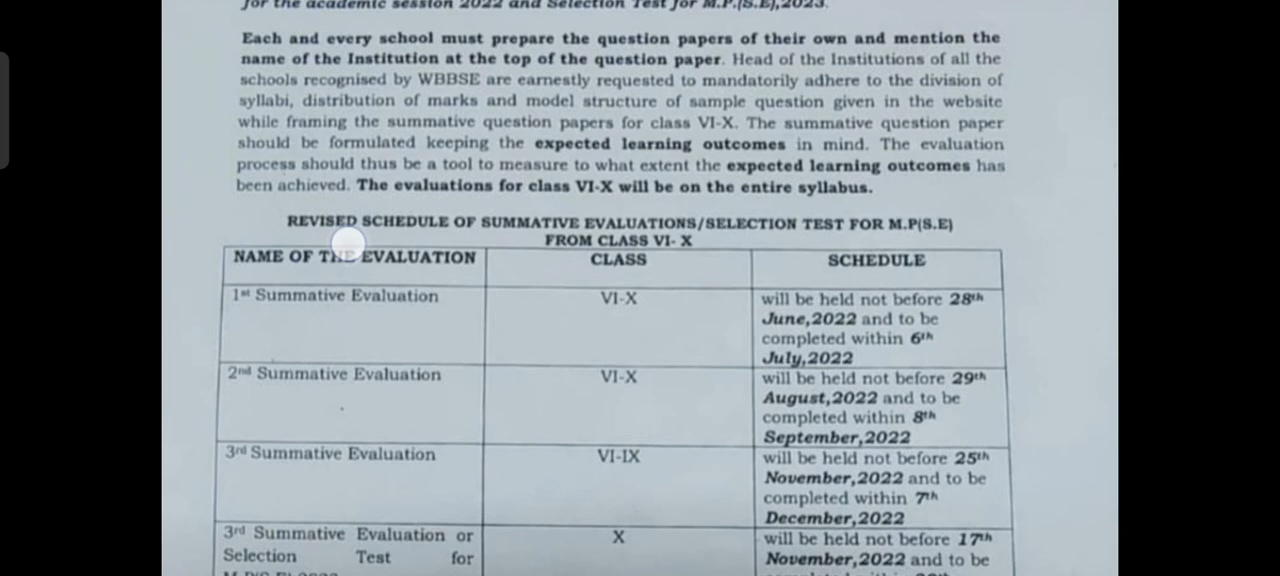 for the academic session 2022 and Selection Test for M.P.(S.E),2023.
Each and every school must prepare the question papers of their own and mention the
name of the Institution at the top of the question paper. Head of the Institutions of all the
schools recognised by WBBSE are earnestly requested to mandatorily adhere to the division of
syllabi, distribution of marks and model structure of sample question given in the website
while framing the summative question papers for class VI-X. The summative question paper
should be formulated keeping the expected learning outcomes in mind. The evaluation
process should thus be a tool to measure to what extent the expected learning outcomes has
been achieved. The evaluations for class VI-X will be on the entire syllabus.
REVISED SCHEDULE OF SUMMATIVE EVALUATIONS/SELECTION TEST FOR M.P(S.E)
FROM CLASS VI- X
NAME OF THE EVALUATION CLASS SCHEDULE
1st Summative Evaluation VI-X will be held not before 28th
June,2022 and to be
completed within 6th
July,2022
2nd Summative Evaluation VI-X will be held not before 29th
August,2022 and to be
completed within 8th
September,2022
3rd Summative Evaluation VI-IX will be held not before 25th
November,2022 and to be
completed within 7th
December,2022
3rd Summative Evaluation or X will be held not before 17th
Selection Test for November,2022 and to be